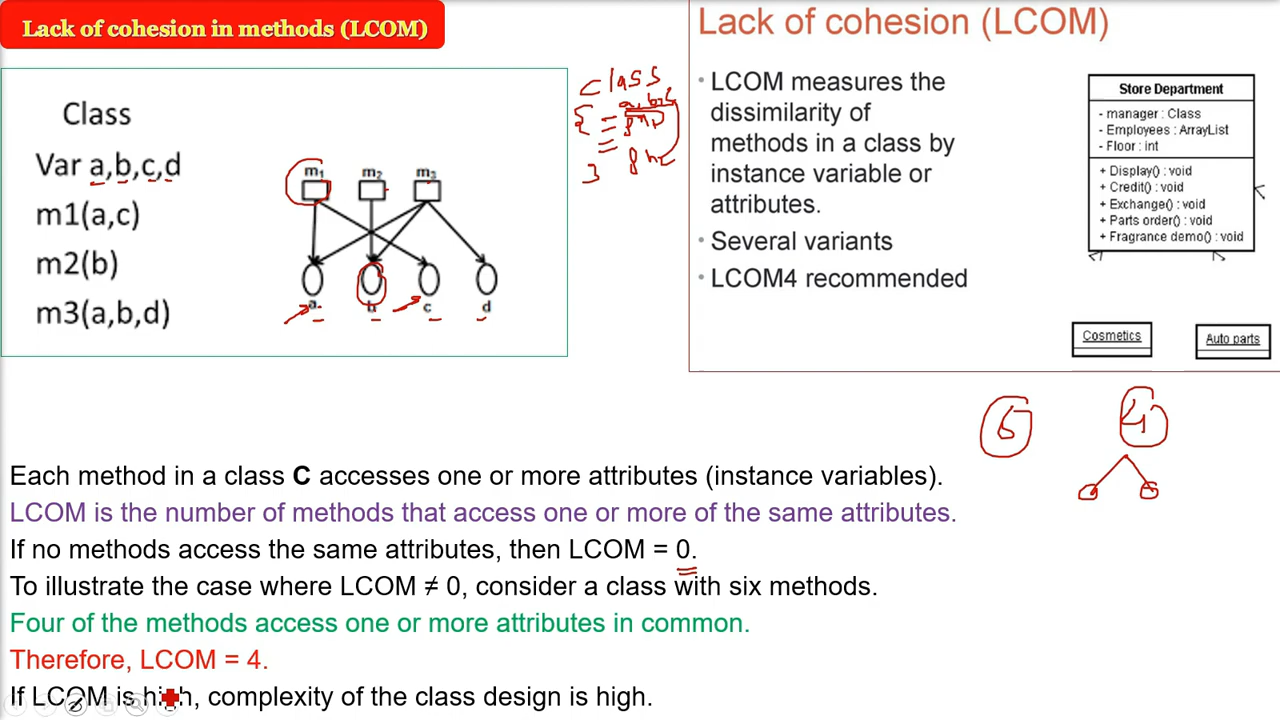 Lack of cohesion in methods (LCOM)
Class
Var a,b,c,d
m1(a,c)
m2(b)
m3(a,b,d)
m1 m2 m3
a b c d
class
a, b, c
3
Lack of cohesion (LCOM)
• LCOM measures the
dissimilarity of
methods in a class by
instance variable or
attributes.
• Several variants
• LCOM4 recommended
Store Department
- manager : Class
- Employees : ArrayList
- Floor : int
+ Display() : void
+ Credit() : void
+ Exchange() : void
+ Parts order() : void
+ Fragrance demo() : void
Cosmetics
Auto parts
6 4
Each method in a class C accesses one or more attributes (instance variables).
LCOM is the number of methods that access one or more of the same attributes.
If no methods access the same attributes, then LCOM = 0.
To illustrate the case where LCOM ≠ 0, consider a class with six methods.
Four of the methods access one or more attributes in common.
Therefore, LCOM = 4.
If LCOM is high, complexity of the class design is high.